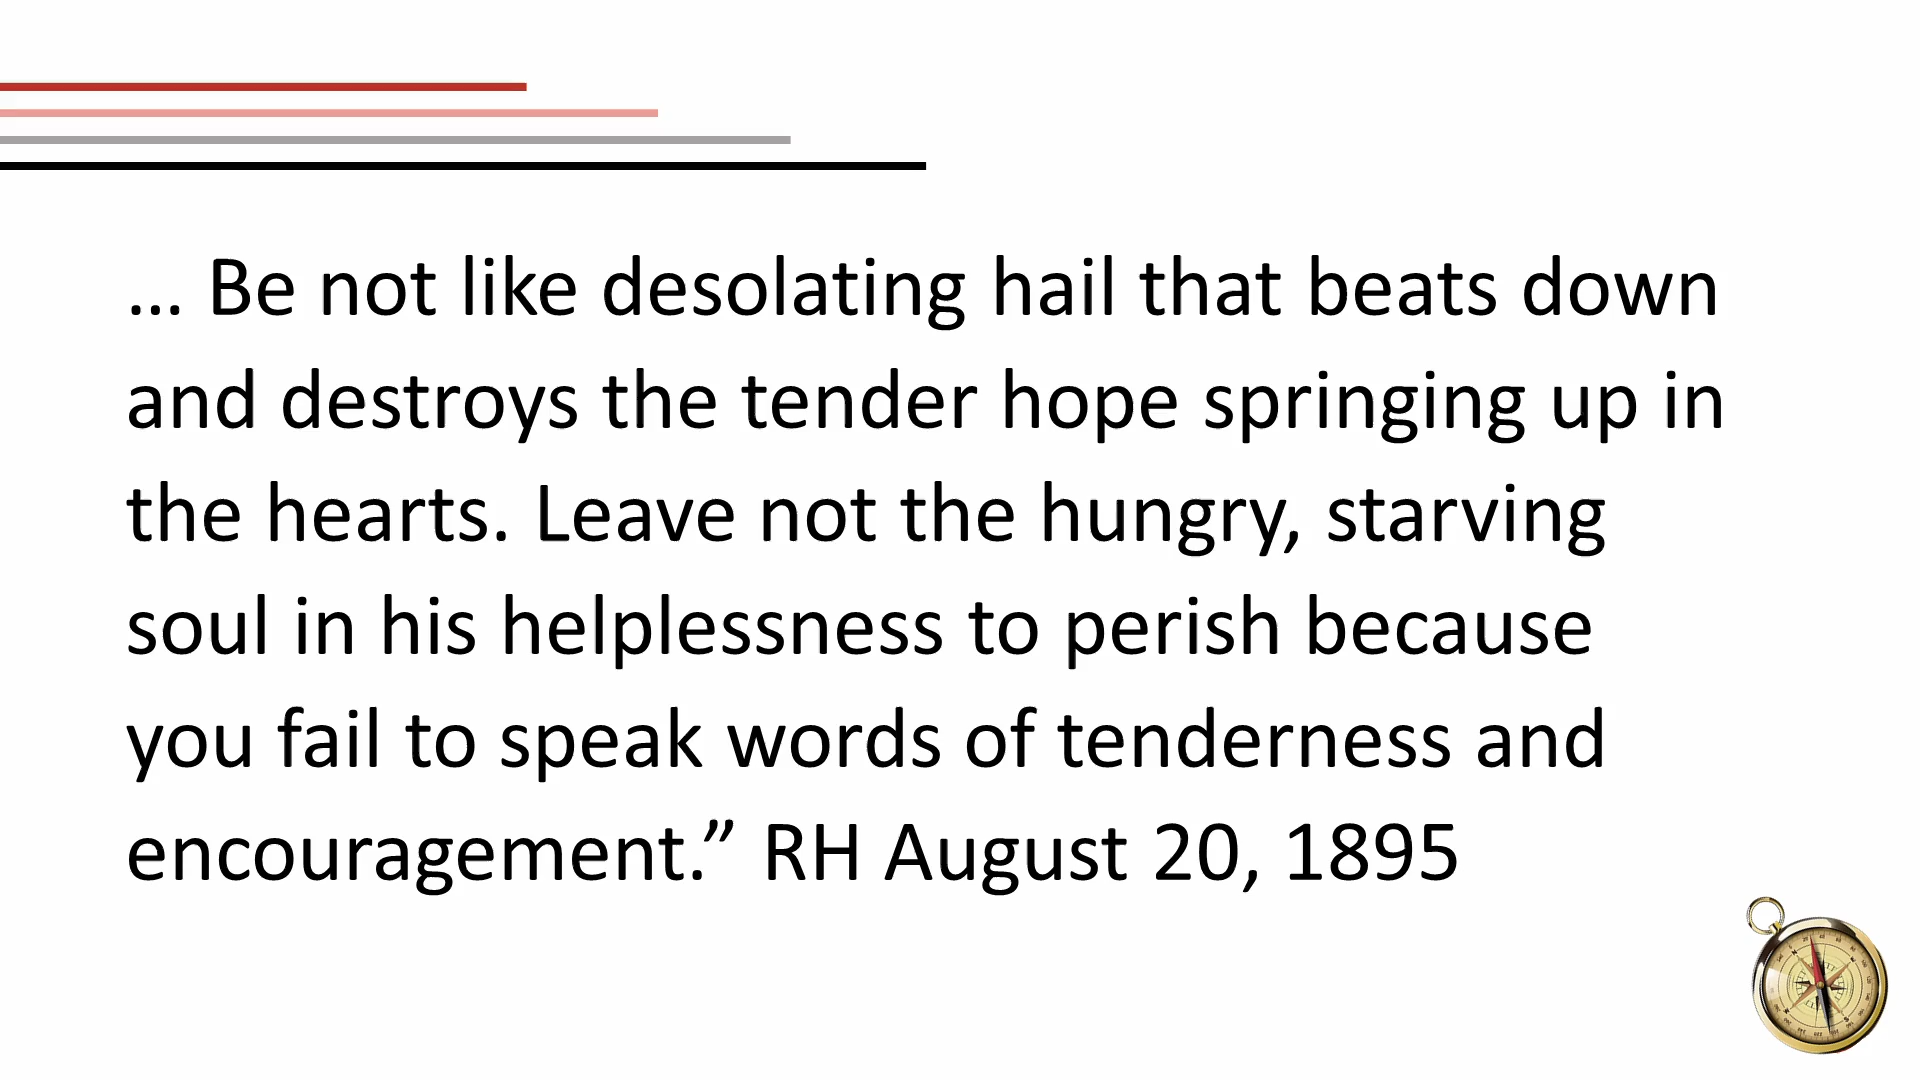 … Be not like desolating hail that beats down
and destroys the tender hope springing up in
the hearts. Leave not the hungry, starving
soul in his helplessness to perish because
you fail to speak words of tenderness and
encouragement.” RH August 20, 1895